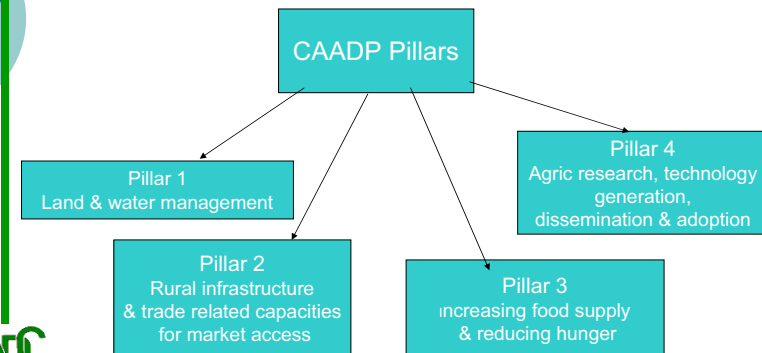 CAADP Pillars
Pillar 1
Land & water management
Pillar 2
Rural infrastructure
& trade related capacities
for market access
Pillar 3
increasing food supply
& reducing hunger
Pillar 4
Agric research, technology
generation,
dissemination & adoption